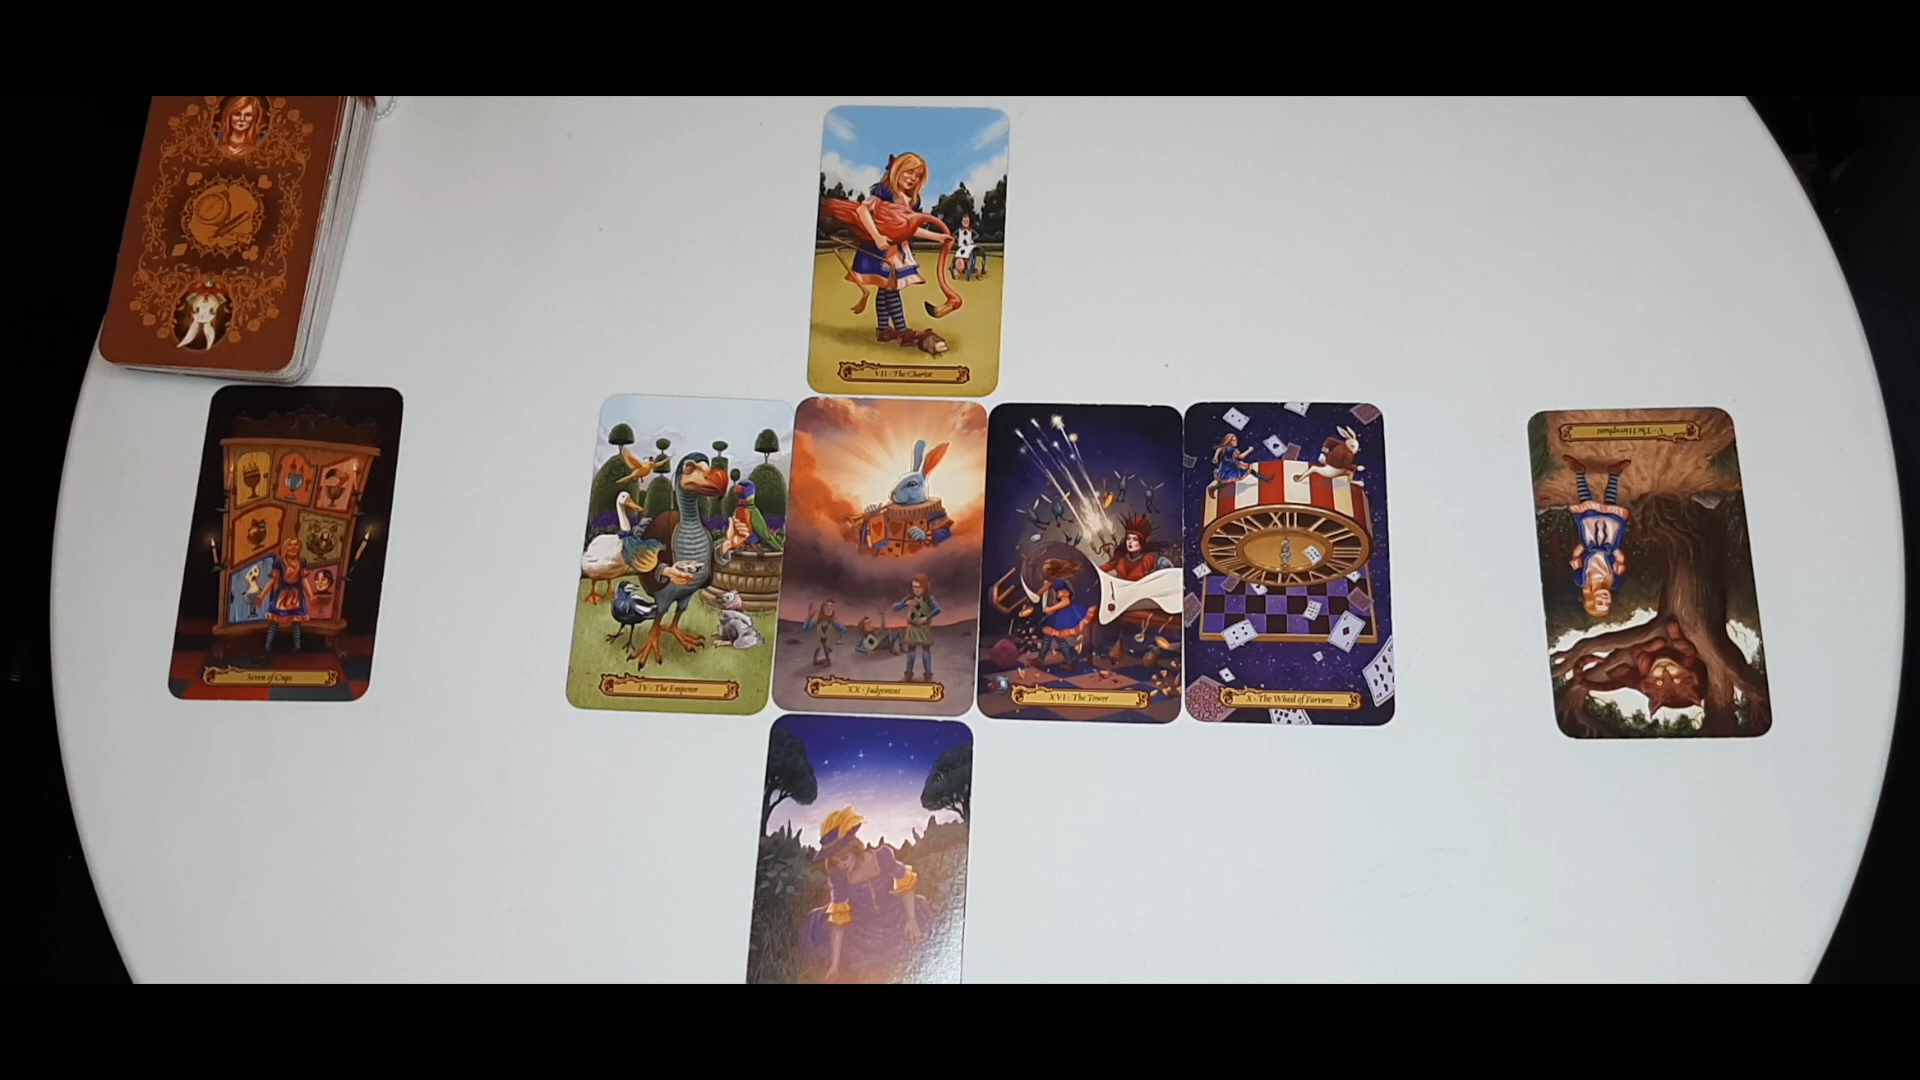 VII - The Chariot
V - The Hierophant
Seven of Cups
IV - The Emperor
XX - Judgement
XVI - The Tower
X - The Wheel of Fortune